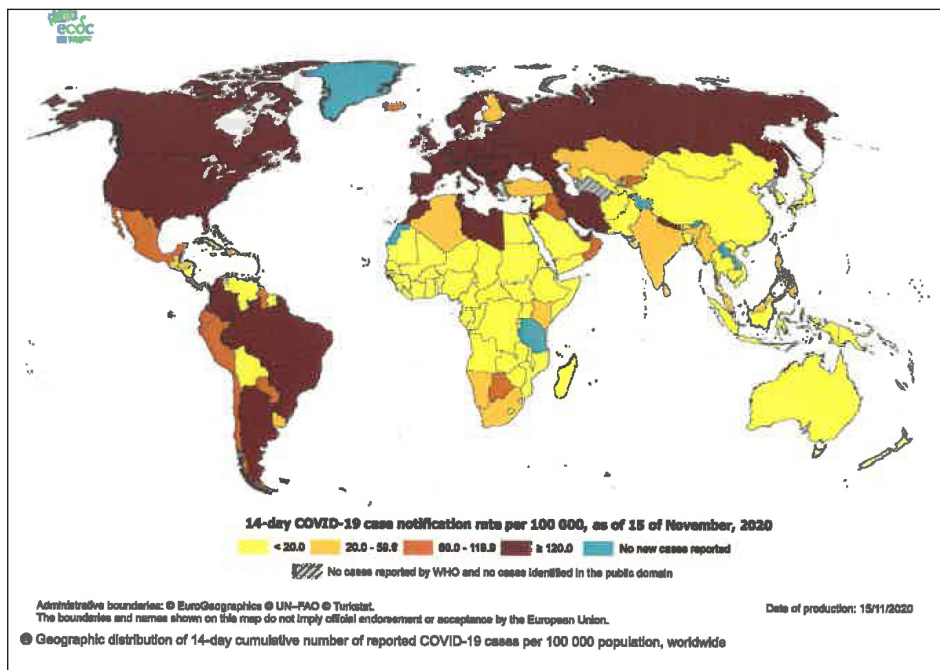 ecdc
14-day COVID-19 case notification rate per 100 000, as of 15 of November, 2020
< 20.0 20.0 - 59.9 60.0 - 119.9 ≥ 120.0 No new cases reported
No cases reported by WHO and no cases identified in the public domain
Administrative boundaries: © EuroGeographics © UN–FAO © Turkstat.
The boundaries and names shown on this map do not imply official endorsement or acceptance by the European Union.
Date of production: 15/11/2020
Geographic distribution of 14-day cumulative number of reported COVID-19 cases per 100 000 population, worldwide